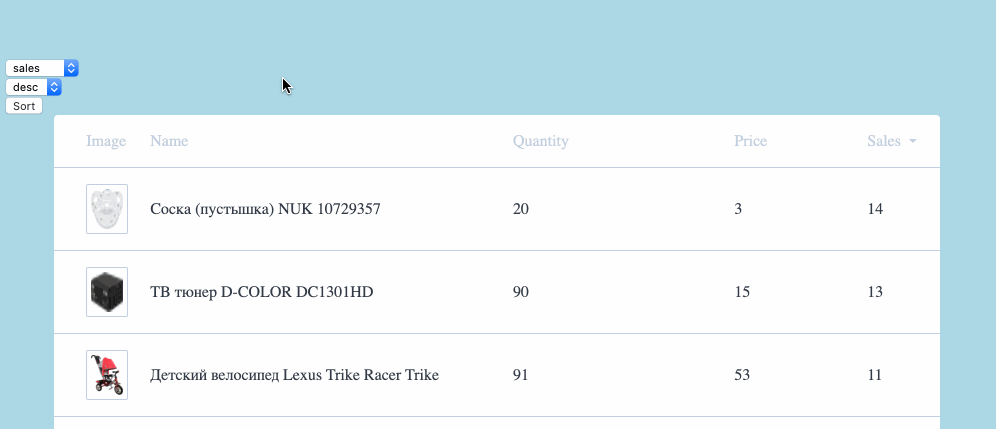 sales
desc
Sort
Image Name Quantity Price Sales
Соска (пустышка) NUK 10729357 20 3 14
ТВ тюнер D-COLOR DC1301HD 90 15 13
Детский велосипед Lexus Trike Racer Trike 91 53 11